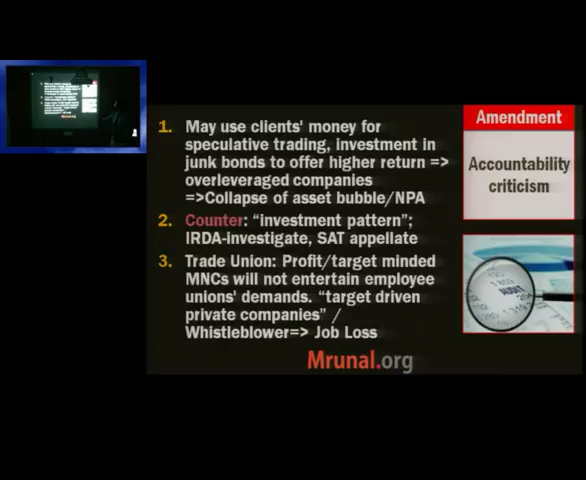 1. May use clients' money for
speculative trading, investment in
junk bonds to offer higher return =>
overleveraged companies
=>Collapse of asset bubble/NPA
2. Counter: “investment pattern”;
IRDA-investigate, SAT appellate
3. Trade Union: Profit/target minded
MNCs will not entertain employee
unions' demands. “target driven
private companies” /
Whistleblower=> Job Loss
Mrunal.org
Amendment
Accountability
criticism
AUDIT